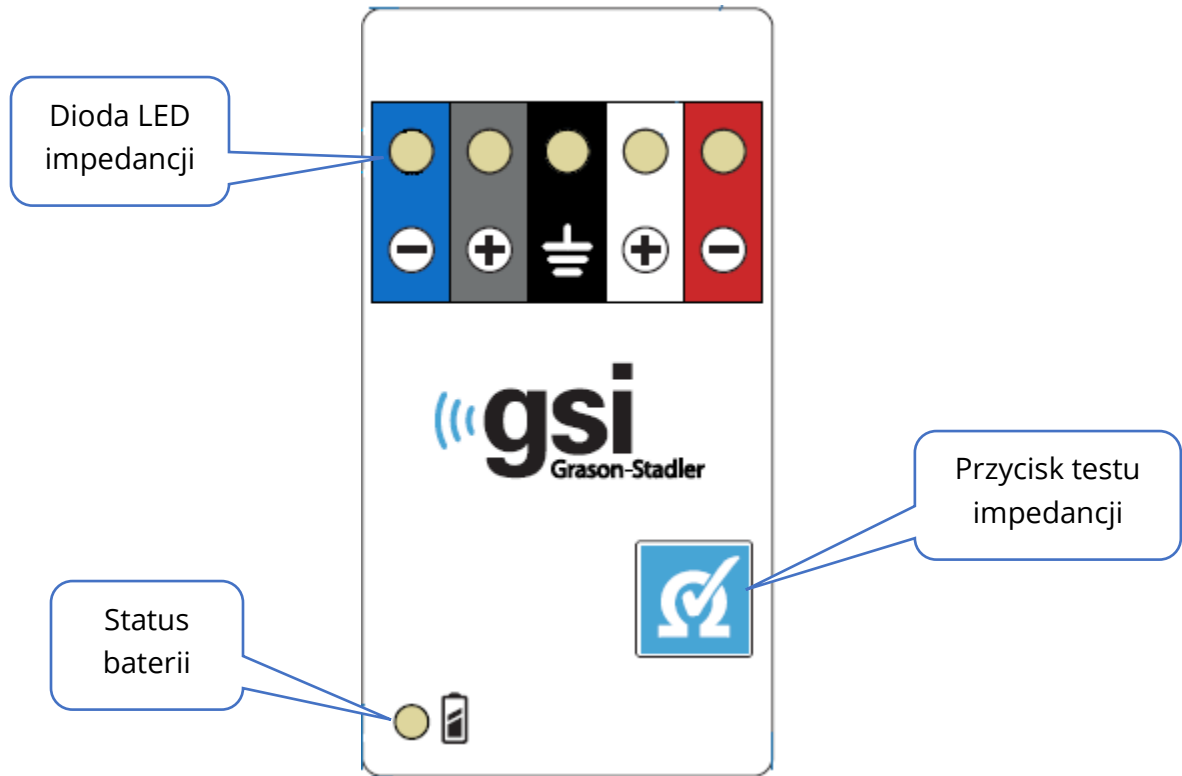 Dioda LED
impedancji
gsi
Grason-Stadler
Przycisk testu
impedancji
Status
baterii